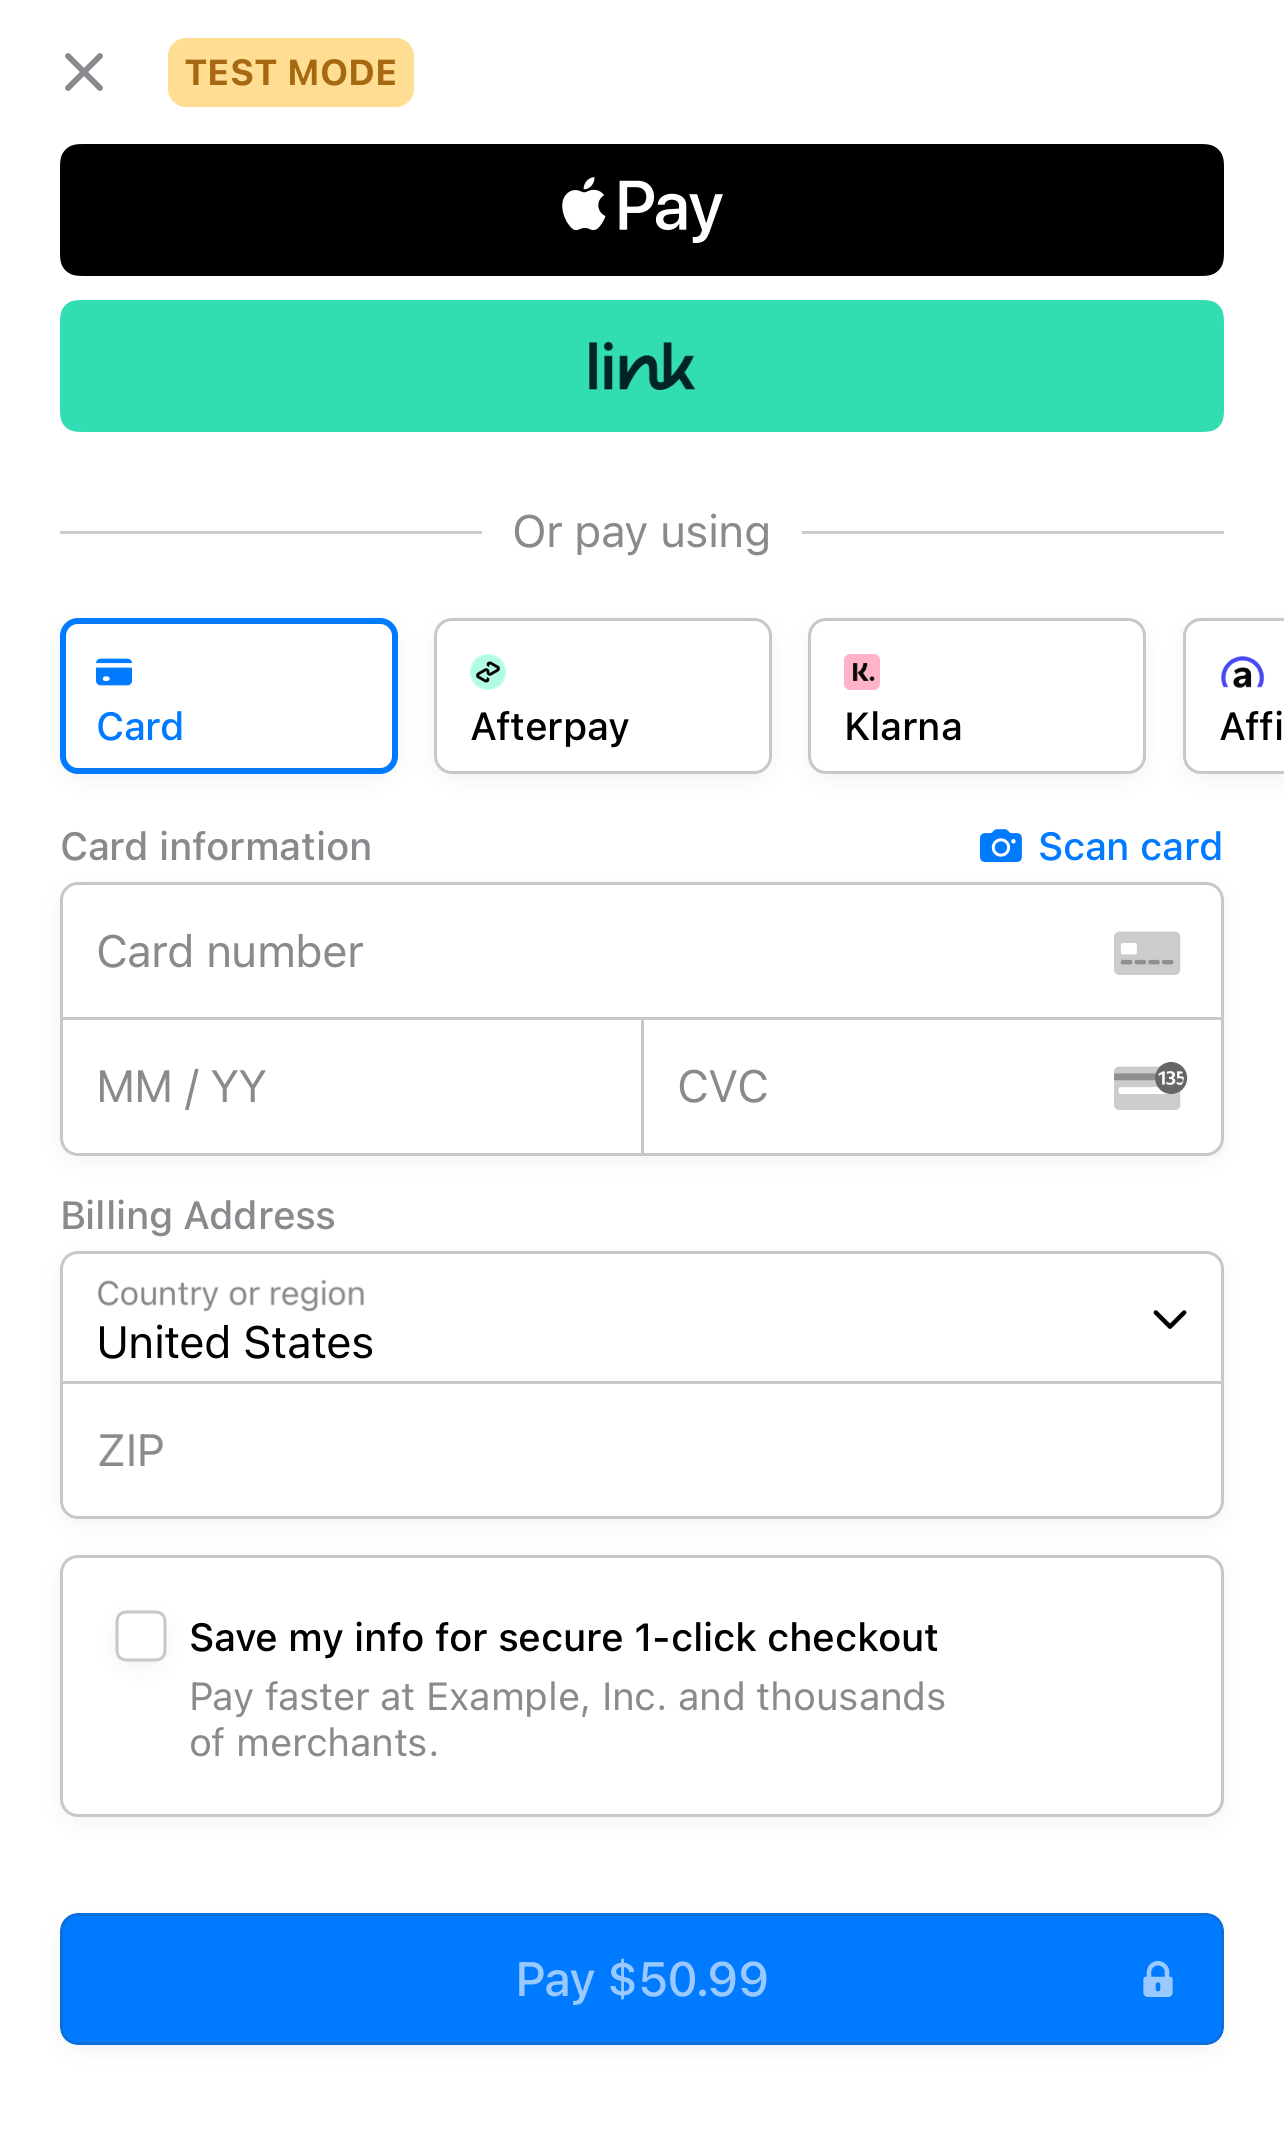 TEST MODE
Pay
link
Or pay using
Card
Afterpay
K.
Klarna
a
Affi
Card information
Scan card
Card number
MM / YY
CVC
135
Billing Address
Country or region
United States
ZIP
Save my info for secure 1-click checkout
Pay faster at Example, Inc. and thousands
of merchants.
Pay $50.99